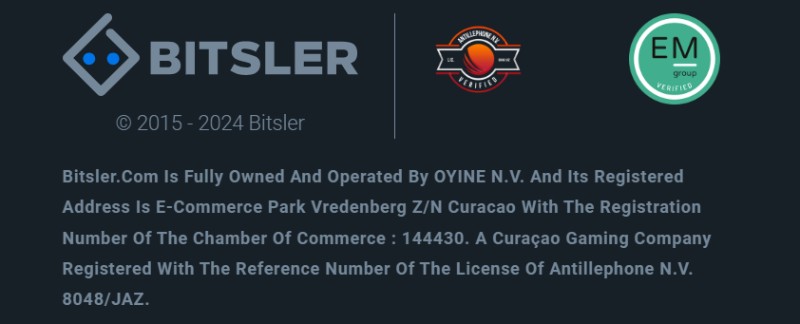 BITSLER
ANTILLEPHONE N.V.
VERIFIED
EM
group
VERIFIED
© 2015 - 2024 Bitsler
Bitsler.Com Is Fully Owned And Operated By OYINE N.V. And Its Registered
Address Is E-Commerce Park Vredenberg Z/N Curacao With The Registration
Number Of The Chamber Of Commerce : 144430. A Curaçao Gaming Company
Registered With The Reference Number Of The License Of Antillephone N.V.
8048/JAZ.